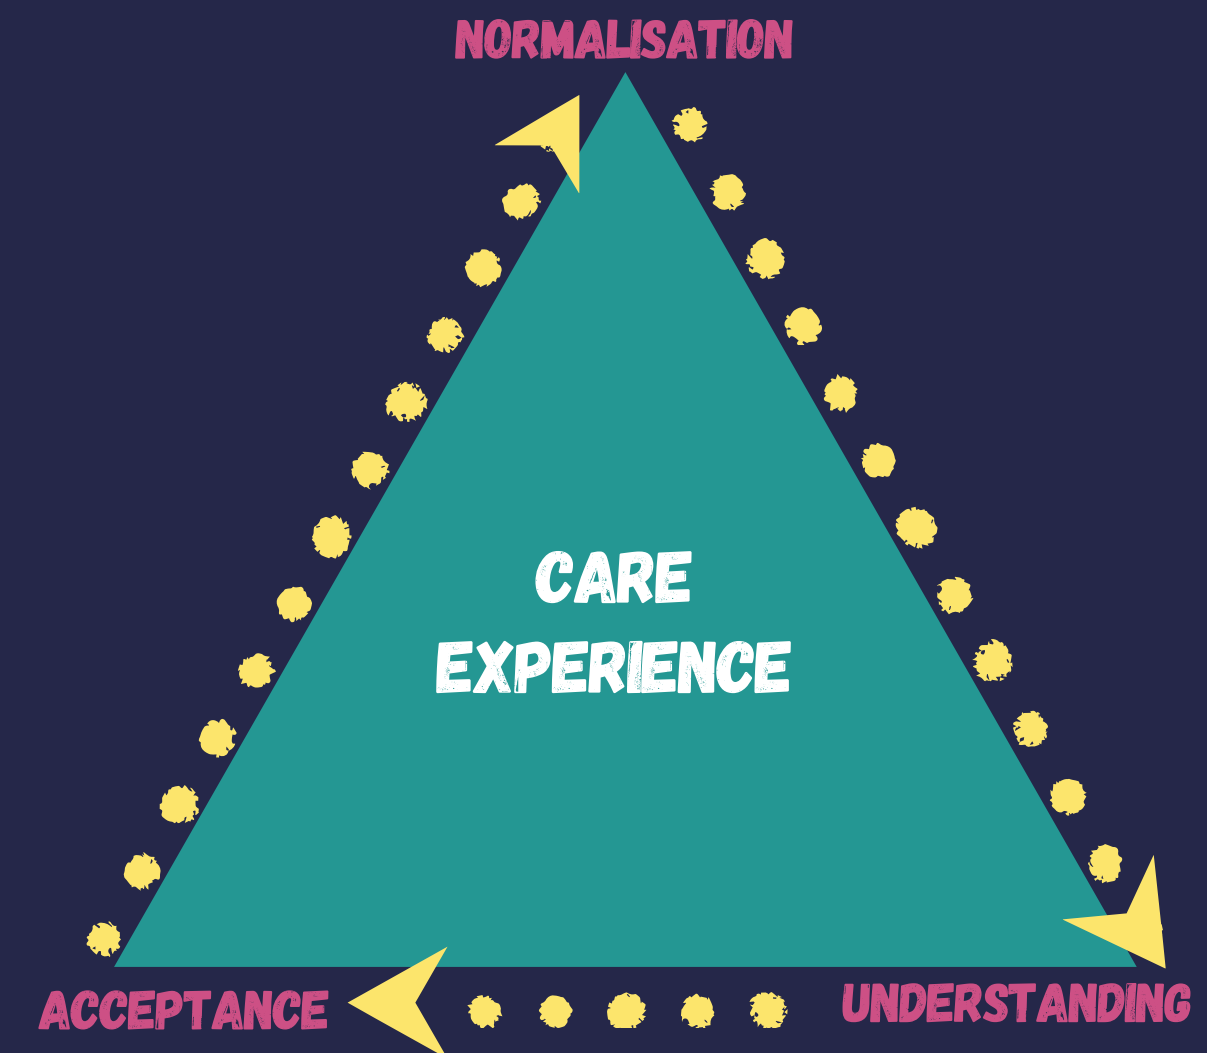 NORMALISATION
CARE
EXPERIENCE
ACCEPTANCE
UNDERSTANDING